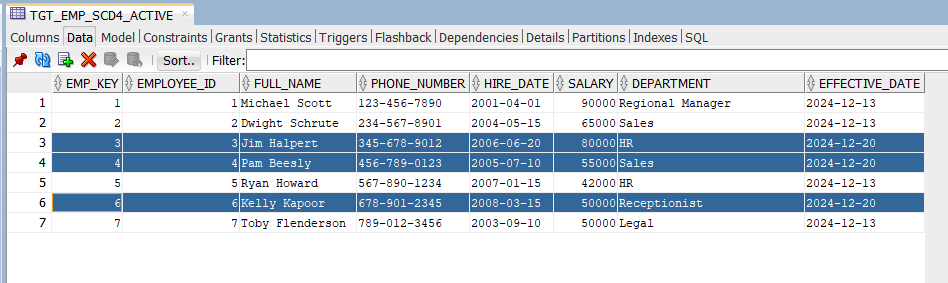 TGT_EMP_SCD4_ACTIVE
Columns Data Model Constraints Grants Statistics Triggers Flashback Dependencies Details Partitions Indexes SQL
Sort.. Filter:
EMP_KEY EMPLOYEE_ID FULL_NAME PHONE_NUMBER HIRE_DATE SALARY DEPARTMENT EFFECTIVE_DATE
1 1 1 Michael Scott 123-456-7890 2001-04-01 90000 Regional Manager 2024-12-13
2 2 2 Dwight Schrute 234-567-8901 2004-05-15 65000 Sales 2024-12-13
3 3 3 Jim Halpert 345-678-9012 2006-06-20 80000 HR 2024-12-20
4 4 4 Pam Beesly 456-789-0123 2005-07-10 55000 Sales 2024-12-20
5 5 5 Ryan Howard 567-890-1234 2007-01-15 42000 HR 2024-12-13
6 6 6 Kelly Kapoor 678-901-2345 2008-03-15 50000 Receptionist 2024-12-20
7 7 7 Toby Flenderson 789-012-3456 2003-09-10 50000 Legal 2024-12-13